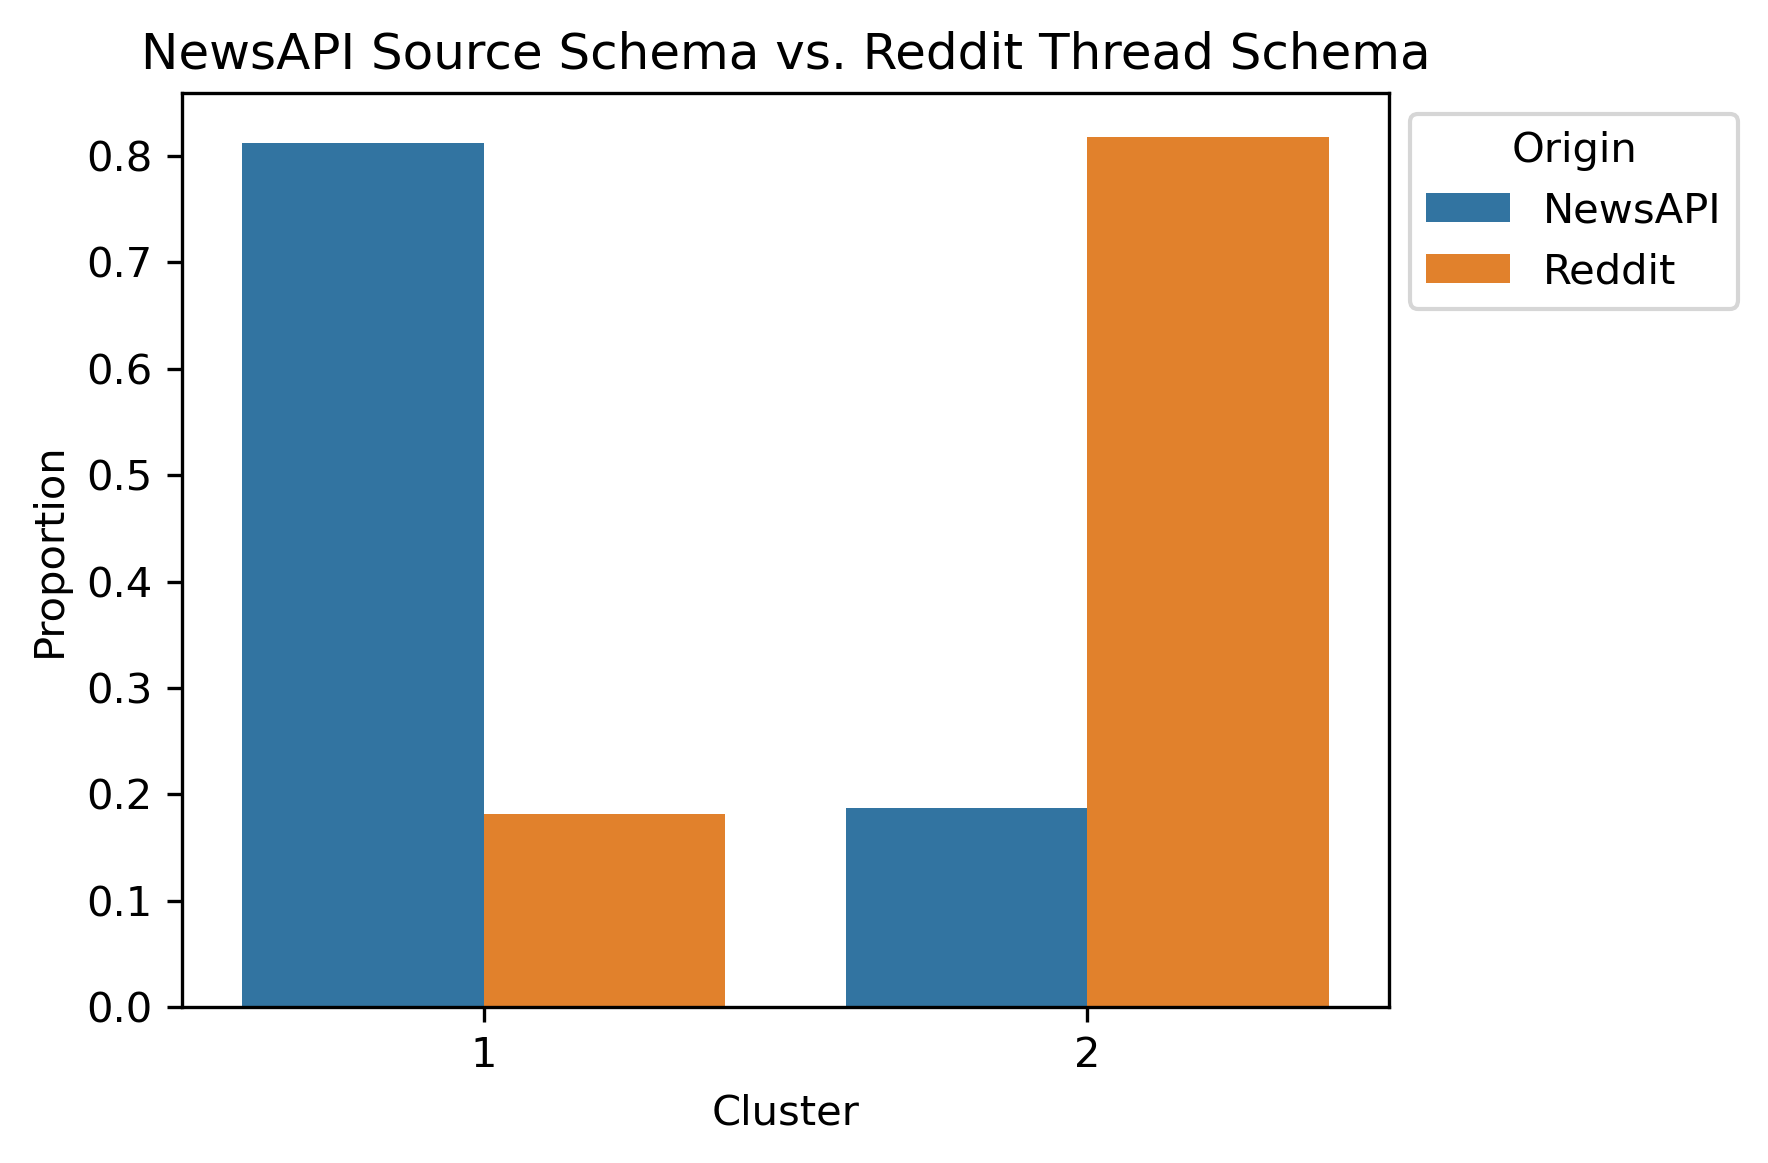 NewsAPI Source Schema vs. Reddit Thread Schema
Origin
NewsAPI
Reddit
Proportion
0.8
0.7
0.6
0.5
0.4
0.3
0.2
0.1
0.0
1 2
Cluster